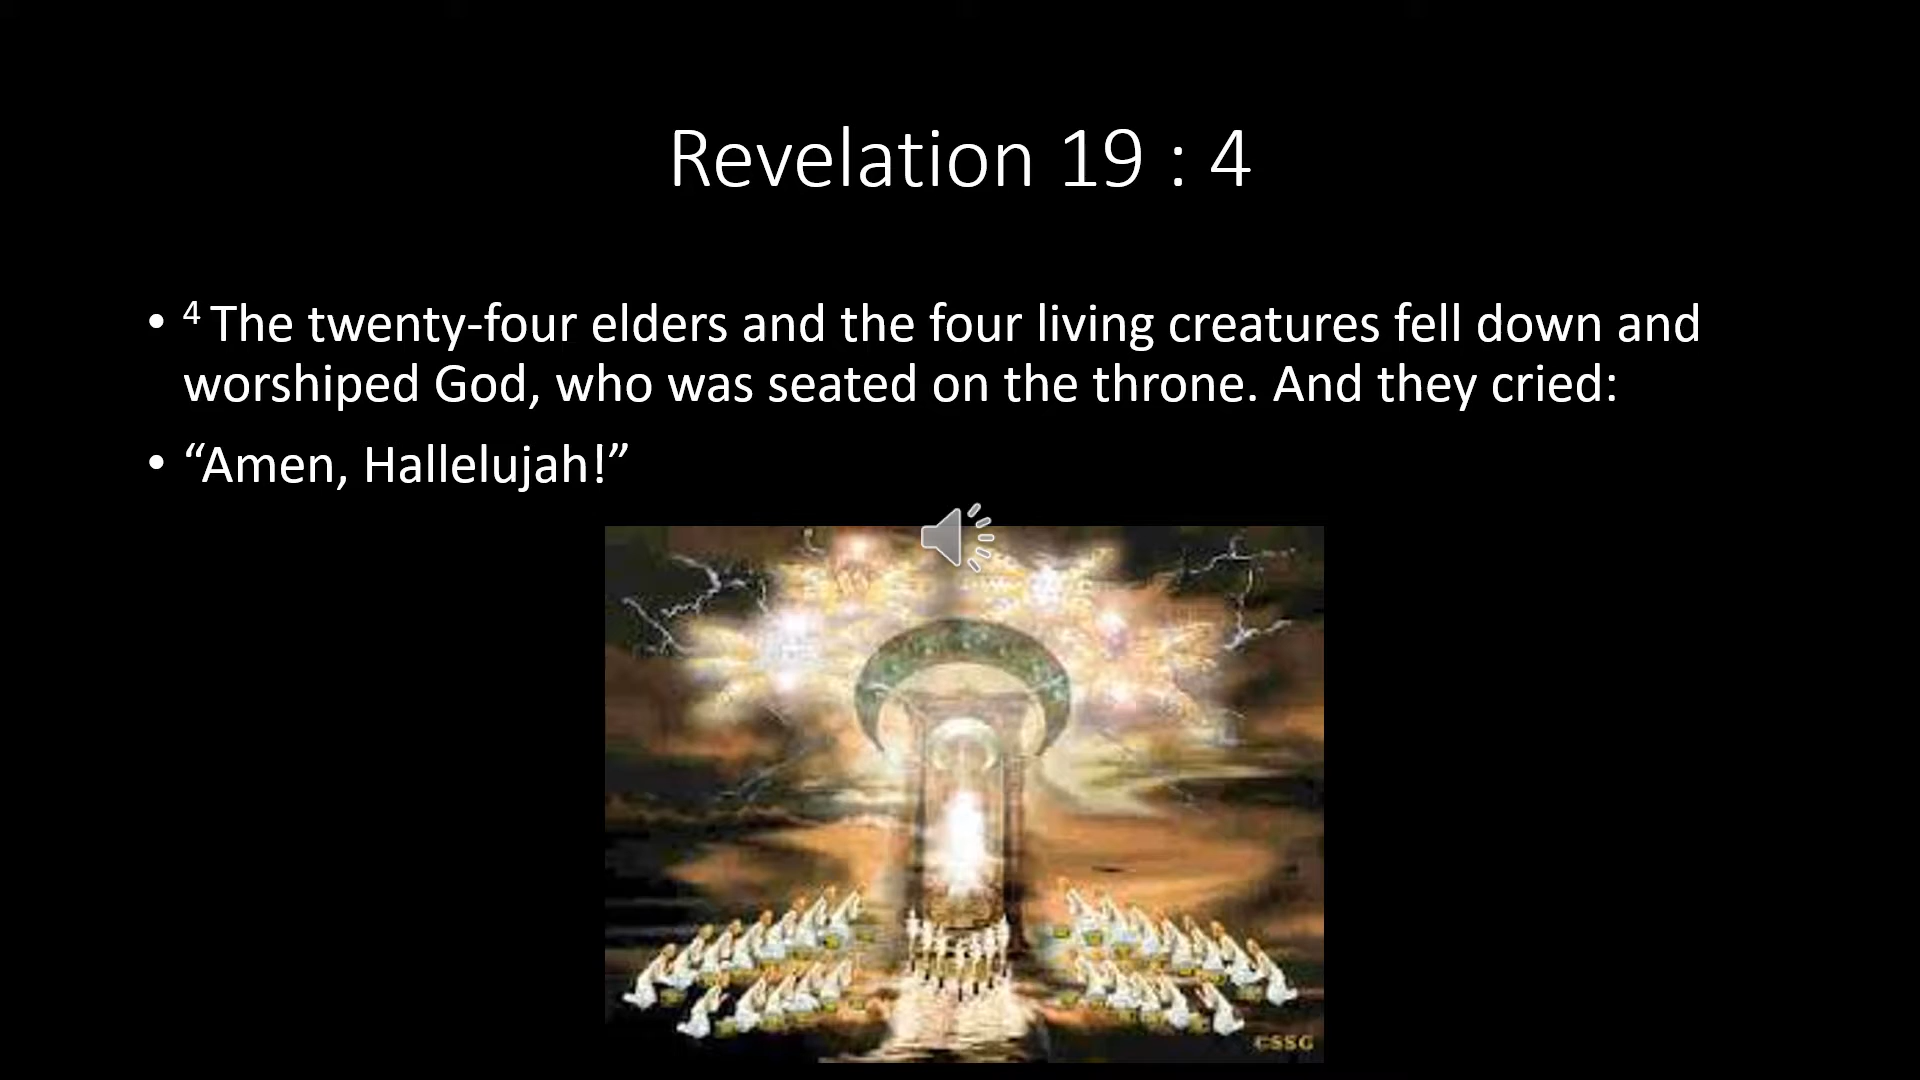 Revelation 19 : 4
• 4 The twenty-four elders and the four living creatures fell down and
worshiped God, who was seated on the throne. And they cried:
• “Amen, Hallelujah!”
©SSG